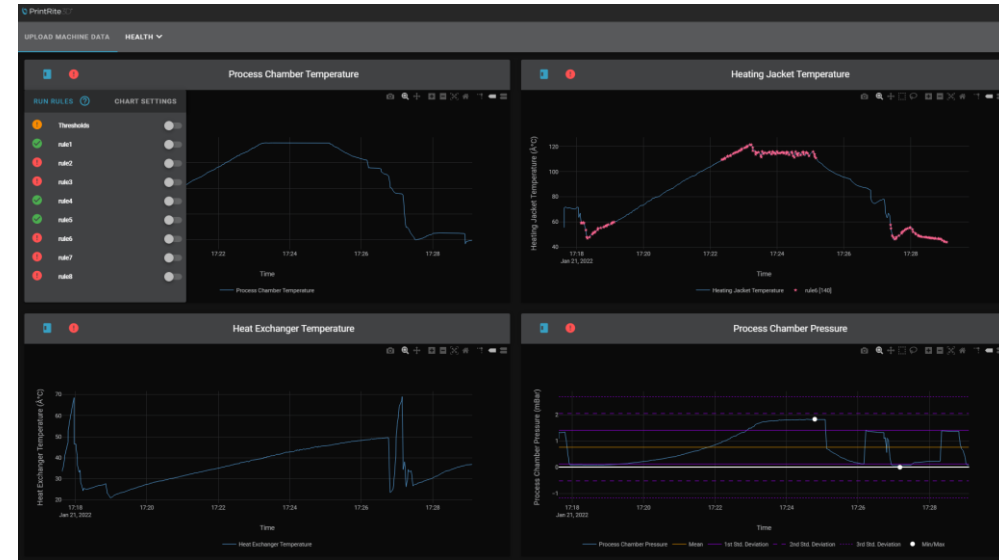 PrintRite 3D
UPLOAD MACHINE DATA HEALTH
Process Chamber Temperature
RUN RULES ? CHART SETTINGS
Thresholds
rule1
rule2
rule3
rule4
rule5
rule6
rule7
rule8
17:22 17:24 17:26 17:28
Time
Process Chamber Temperature
Heating Jacket Temperature
Heating Jacket Temperature (Â°C)
120
100
80
60
40
17:18 17:20 17:22 17:24 17:26 17:28
Jan 21, 2022
Time
Heating Jacket Temperature rule6 [140]
Heat Exchanger Temperature
Heat Exchanger Temperature (Â°C)
70
60
50
40
30
20
17:18 17:20 17:22 17:24 17:26 17:28
Jan 21, 2022
Time
Heat Exchanger Temperature
Process Chamber Pressure
Process Chamber Pressure (mBar)
2
1
0
−1
17:18 17:20 17:22 17:24 17:26 17:28
Jan 21, 2022
Time
Process Chamber Pressure Mean 1st Std. Deviation 2nd Std. Deviation 3rd Std. Deviation Min/Max